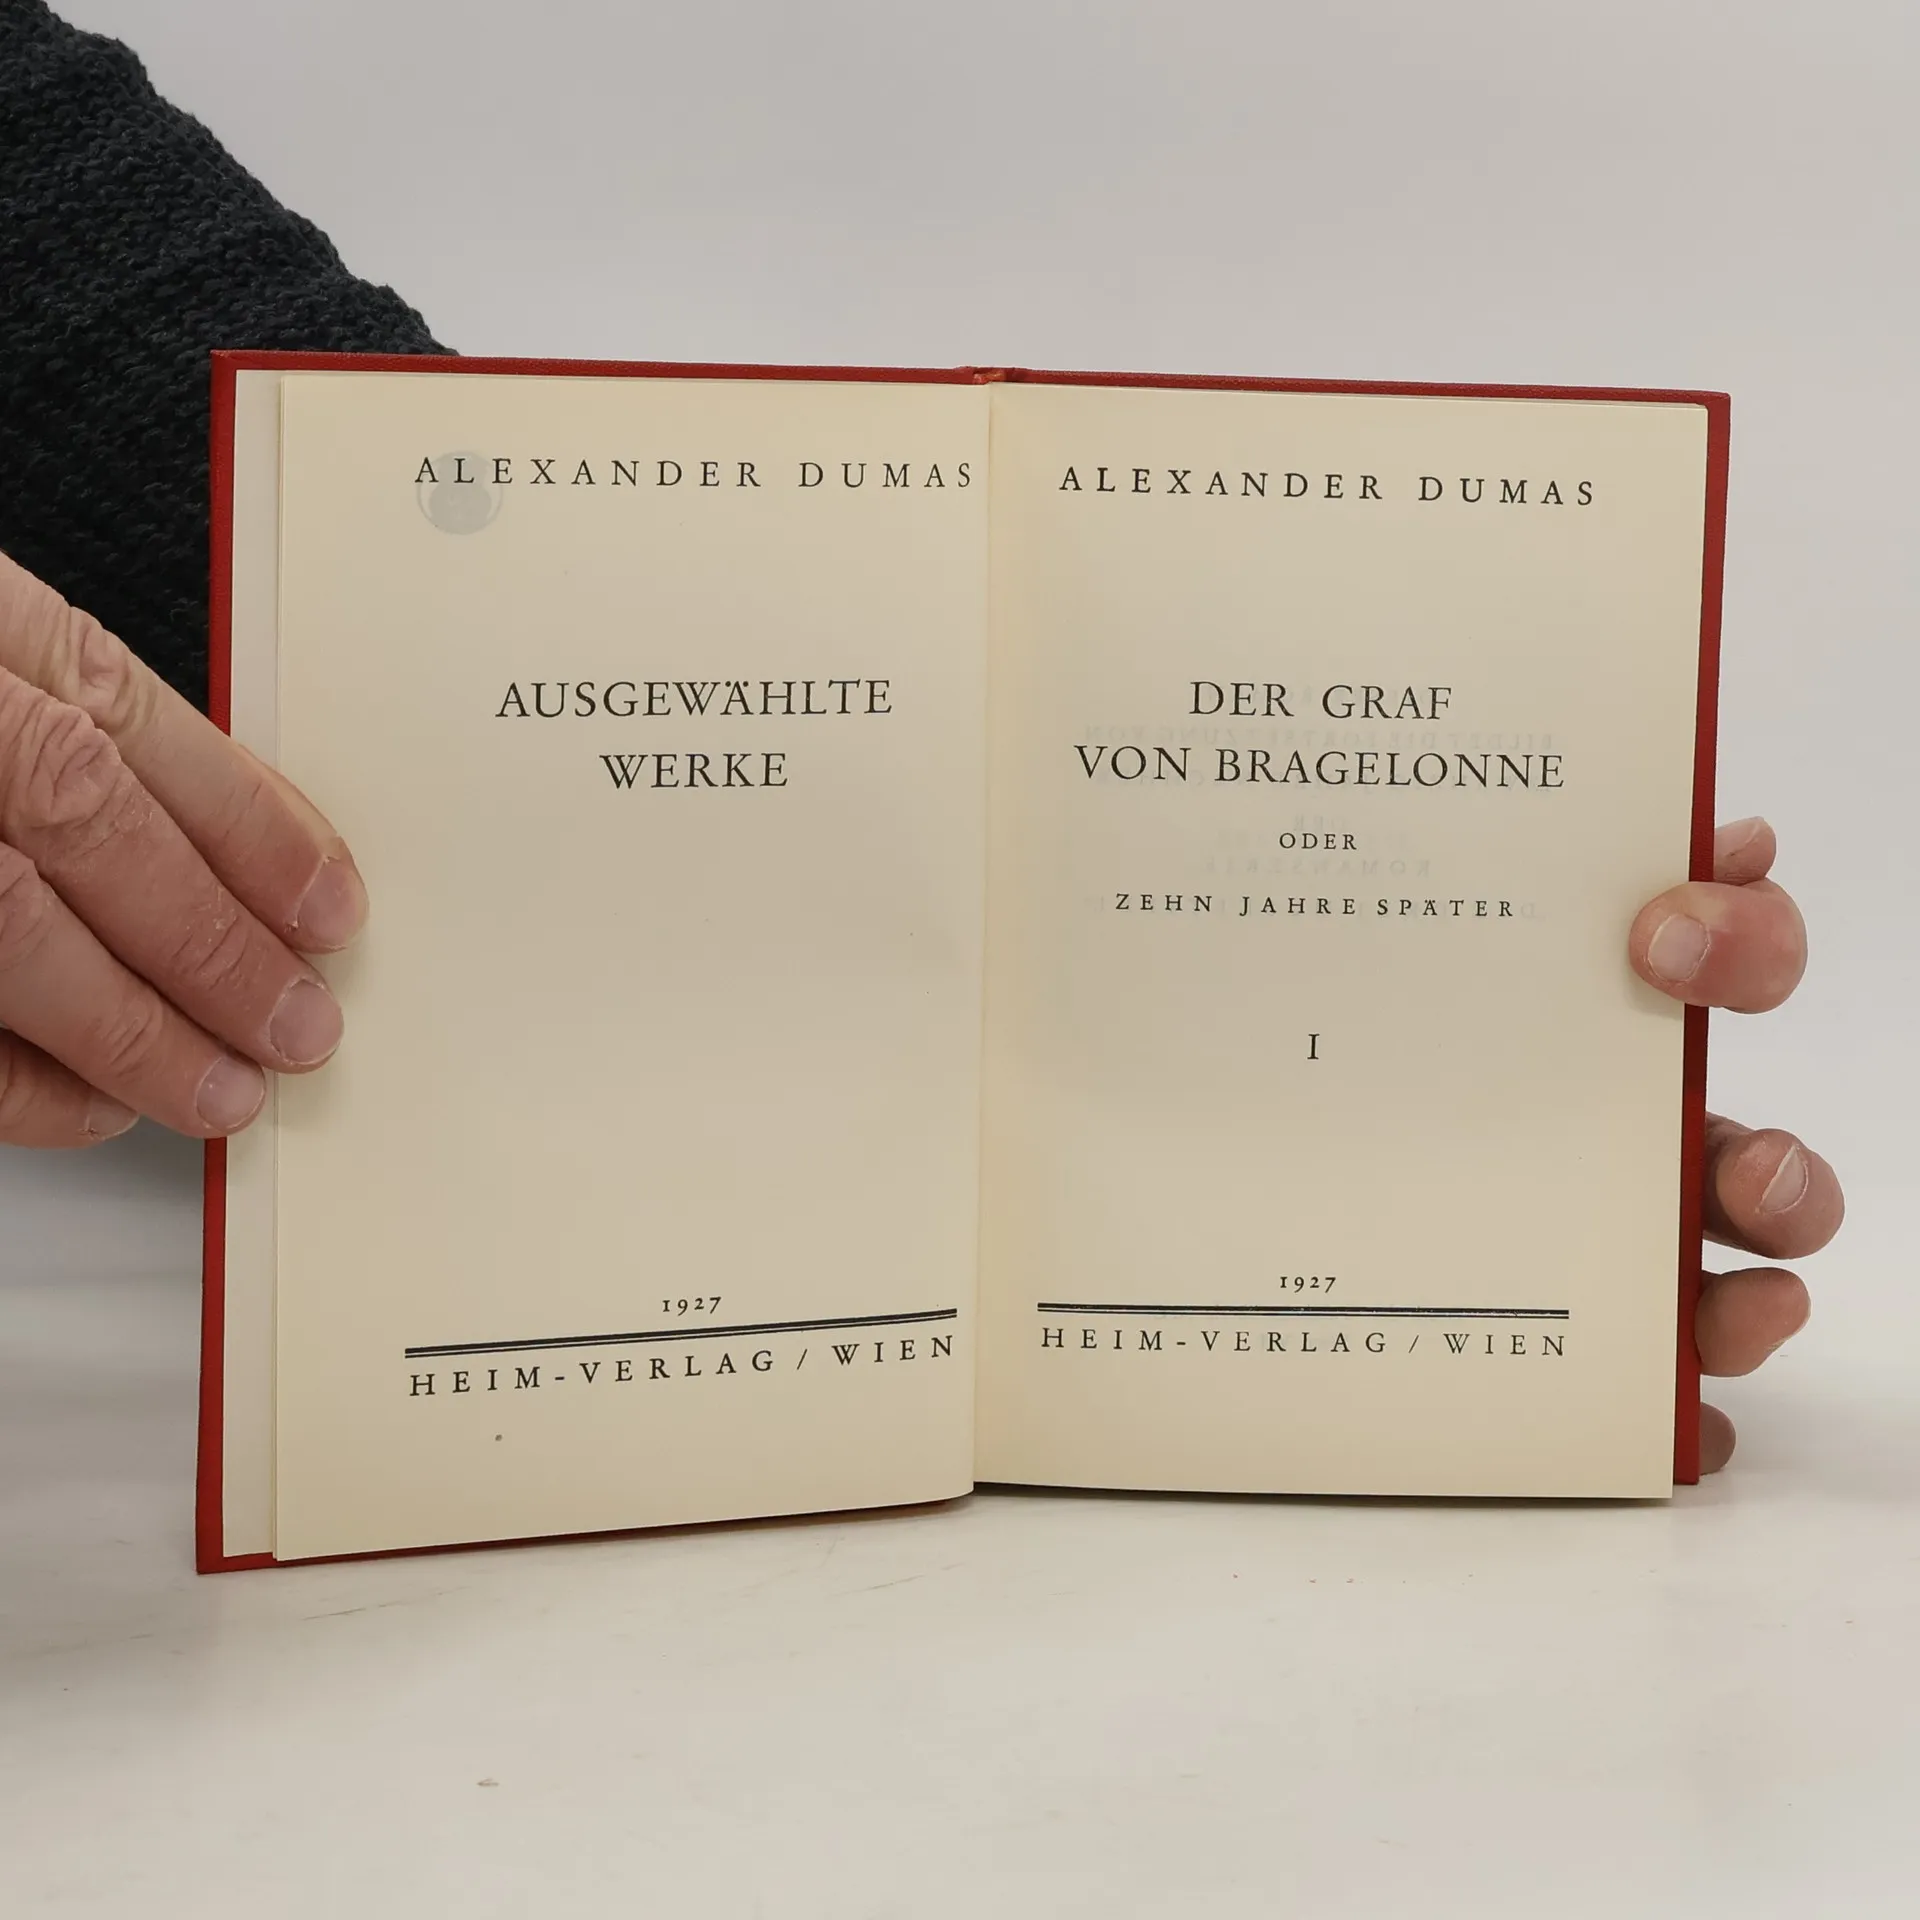 ALEXANDER DUMAS
AUSGEWÄHLTE
WERKE
1927
HEIM-VERLAG / WIEN
ALEXANDER DUMAS
DER GRAF
VON BRAGELONNE
ODER
ZEHN JAHRE SPÄTER
I
1927
HEIM-VERLAG / WIEN